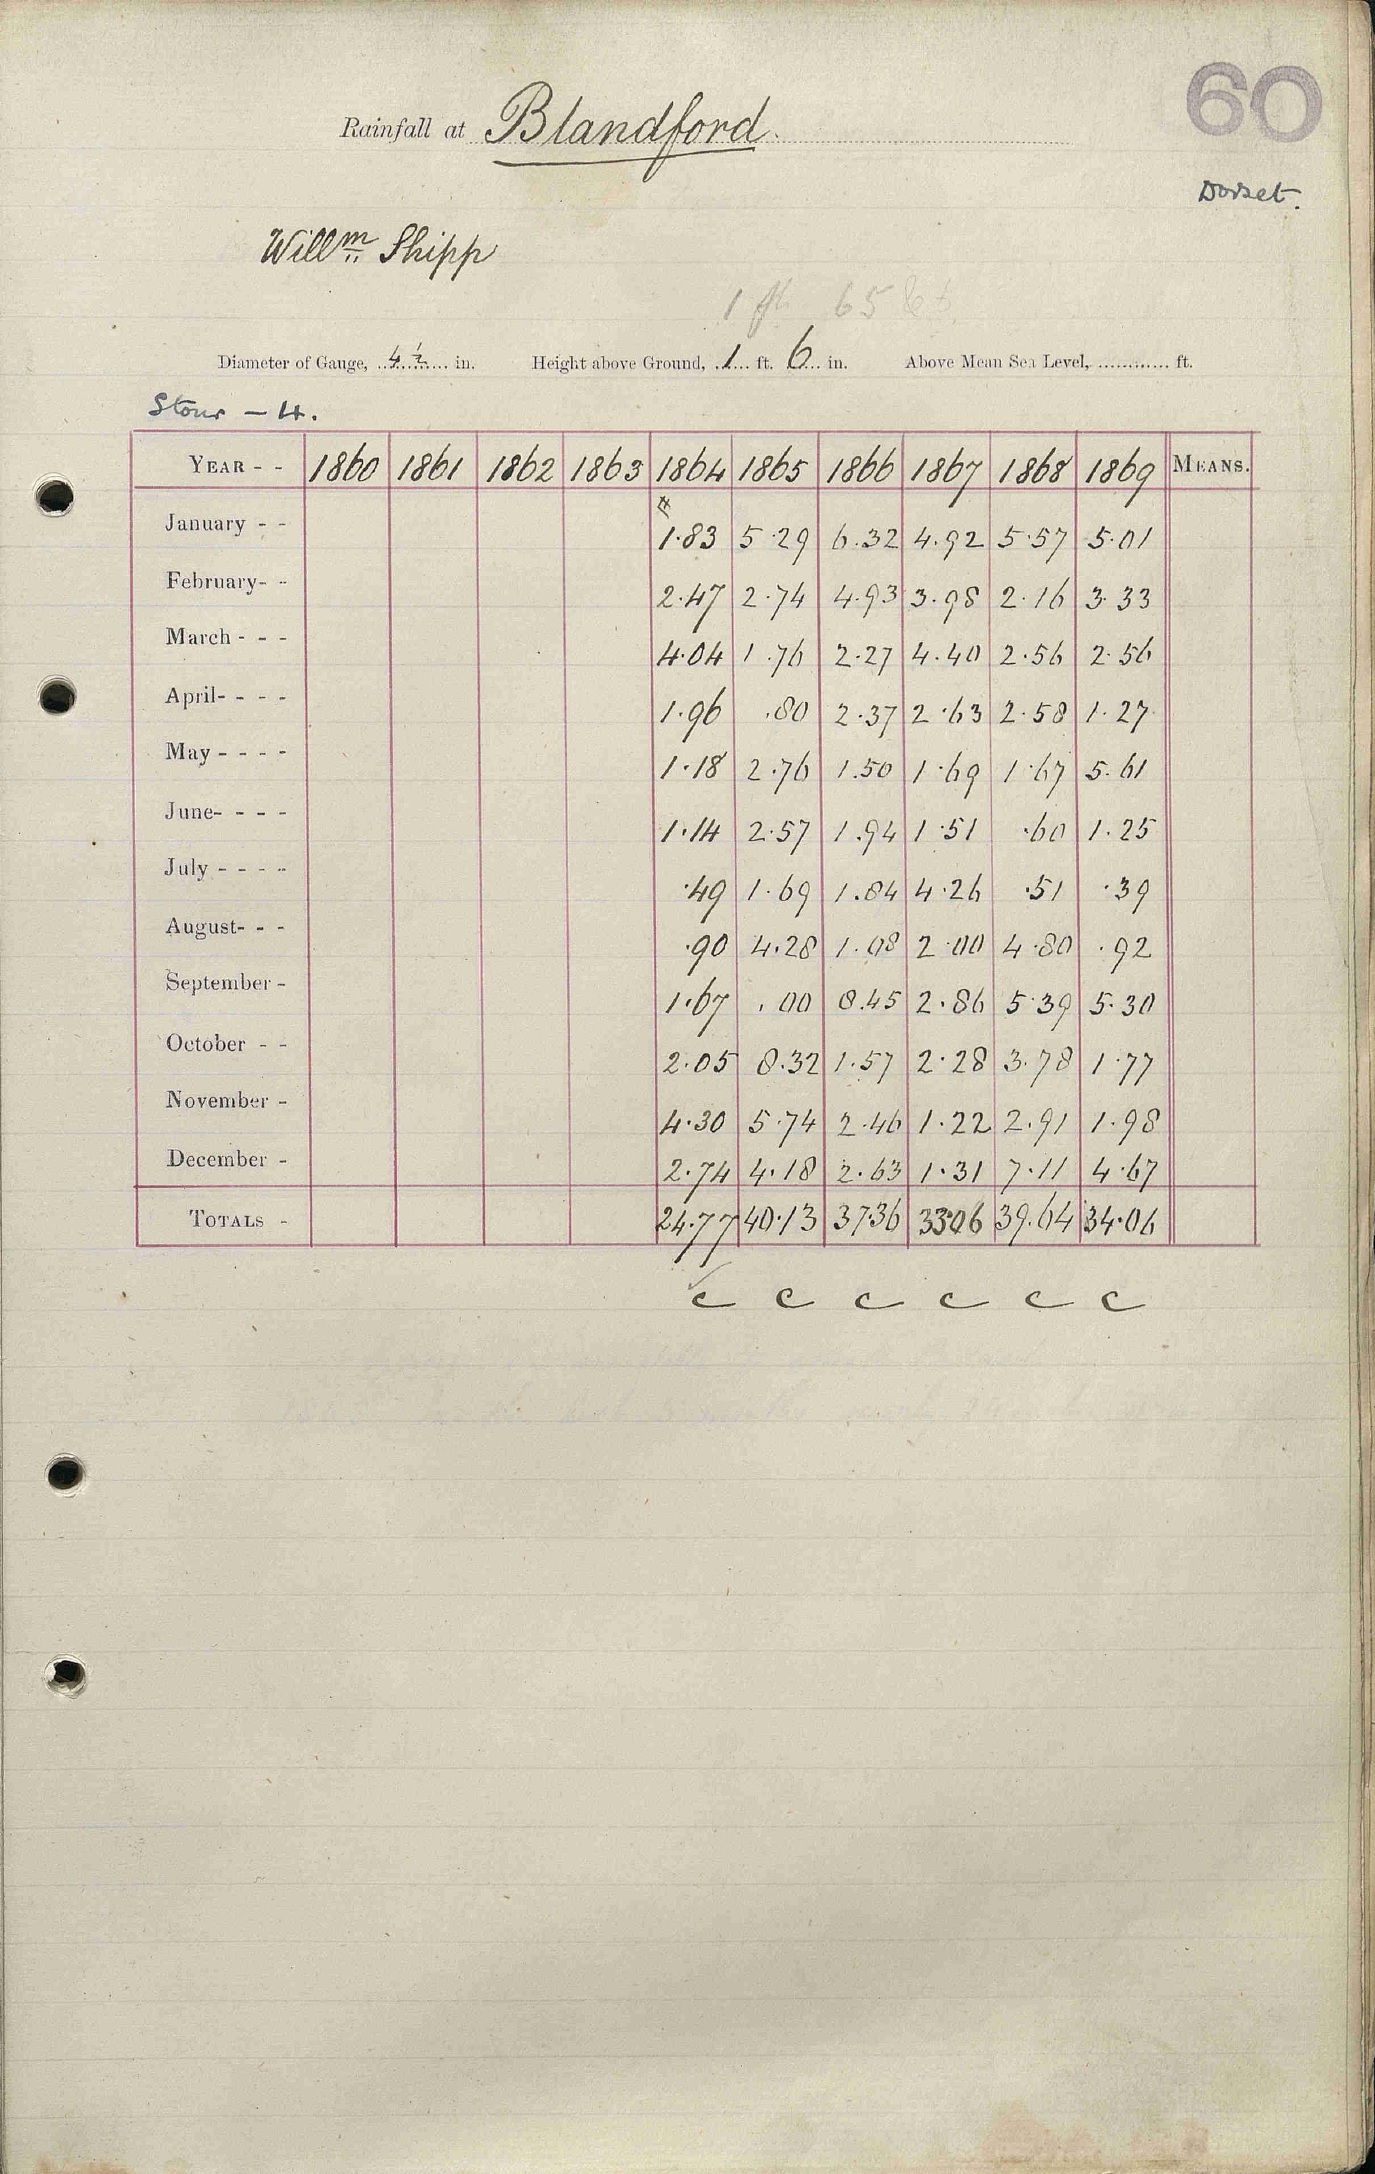 60
Rainfall at Blandford.
Dorset.
Willm Shipp
1 ft 65
Diameter of Gauge, 4½ in. Height above Ground, 1 ft. 6 in. Above Mean Sea Level, ft.
Stour - 4.
YEAR - - 1860 1861 1862 1863 1864 1865 1866 1867 1868 1869 MEANS.
January - - 1.83 5.29 6.32 4.92 5.57 5.01
February - - 2.47 2.74 4.93 3.98 2.16 3.33
March - - - 4.04 1.76 2.27 4.40 2.56 2.56
April - - - - 1.96 .80 2.37 2.63 2.58 1.27
May - - - - 1.18 2.76 1.50 1.69 1.67 5.61
June - - - - 1.14 2.57 1.94 1.51 .60 1.25
July - - - - .49 1.69 1.84 4.26 .51 .39
August - - - .90 4.28 1.08 2.00 4.80 .92
September - 1.67 .00 8.45 2.86 5.39 5.30
October - - 2.05 8.32 1.57 2.28 3.78 1.77
November - 4.30 5.74 2.46 1.22 2.91 1.98
December - 2.74 4.18 2.63 1.31 7.11 4.67
TOTALS - 24.77 40.13 37.36 33.06 39.64 34.06
c c c c c c